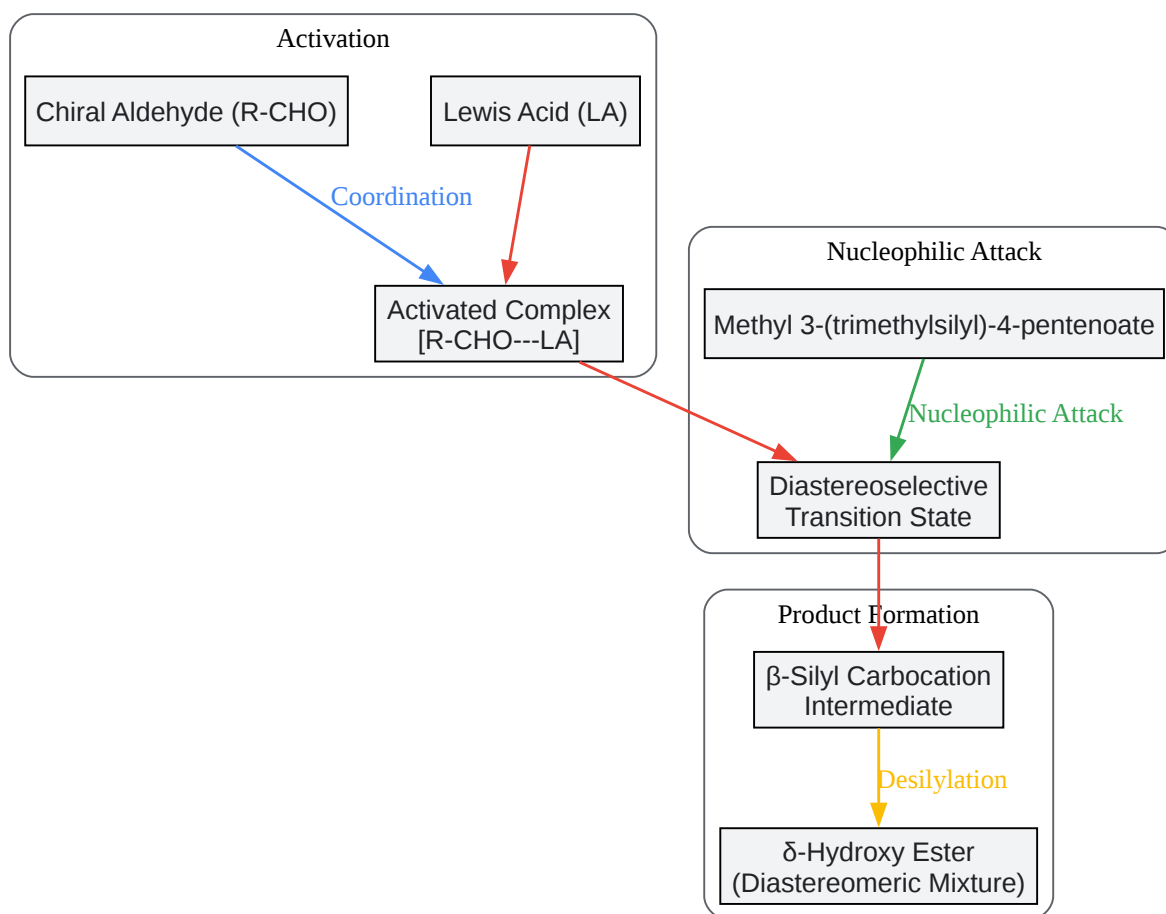 Activation
Chiral Aldehyde (R-CHO)
Lewis Acid (LA)
Coordination
Activated Complex
[R-CHO---LA]
Nucleophilic Attack
Methyl 3-(trimethylsilyl)-4-pentenoate
Nucleophilic Attack
Diastereoselective
Transition State
Product Formation
β-Silyl Carbocation
Intermediate
Desilylation
δ-Hydroxy Ester
(Diastereomeric Mixture)